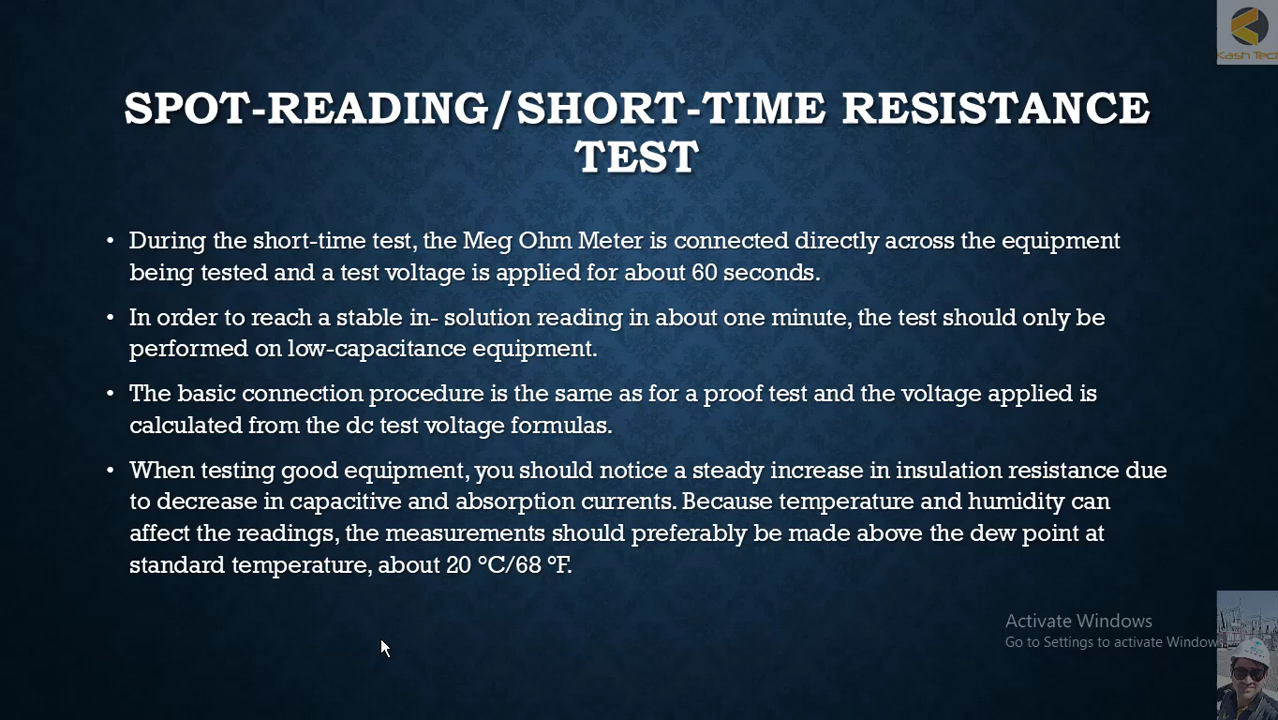 Kash Tech
SPOT-READING/SHORT-TIME RESISTANCE
TEST
• During the short-time test, the Meg Ohm Meter is connected directly across the equipment
being tested and a test voltage is applied for about 60 seconds.
• In order to reach a stable in- solution reading in about one minute, the test should only be
performed on low-capacitance equipment.
• The basic connection procedure is the same as for a proof test and the voltage applied is
calculated from the dc test voltage formulas.
• When testing good equipment, you should notice a steady increase in insulation resistance due
to decrease in capacitive and absorption currents. Because temperature and humidity can
affect the readings, the measurements should preferably be made above the dew point at
standard temperature, about 20 °C/68 °F.
Activate Windows
Go to Settings to activate Windows